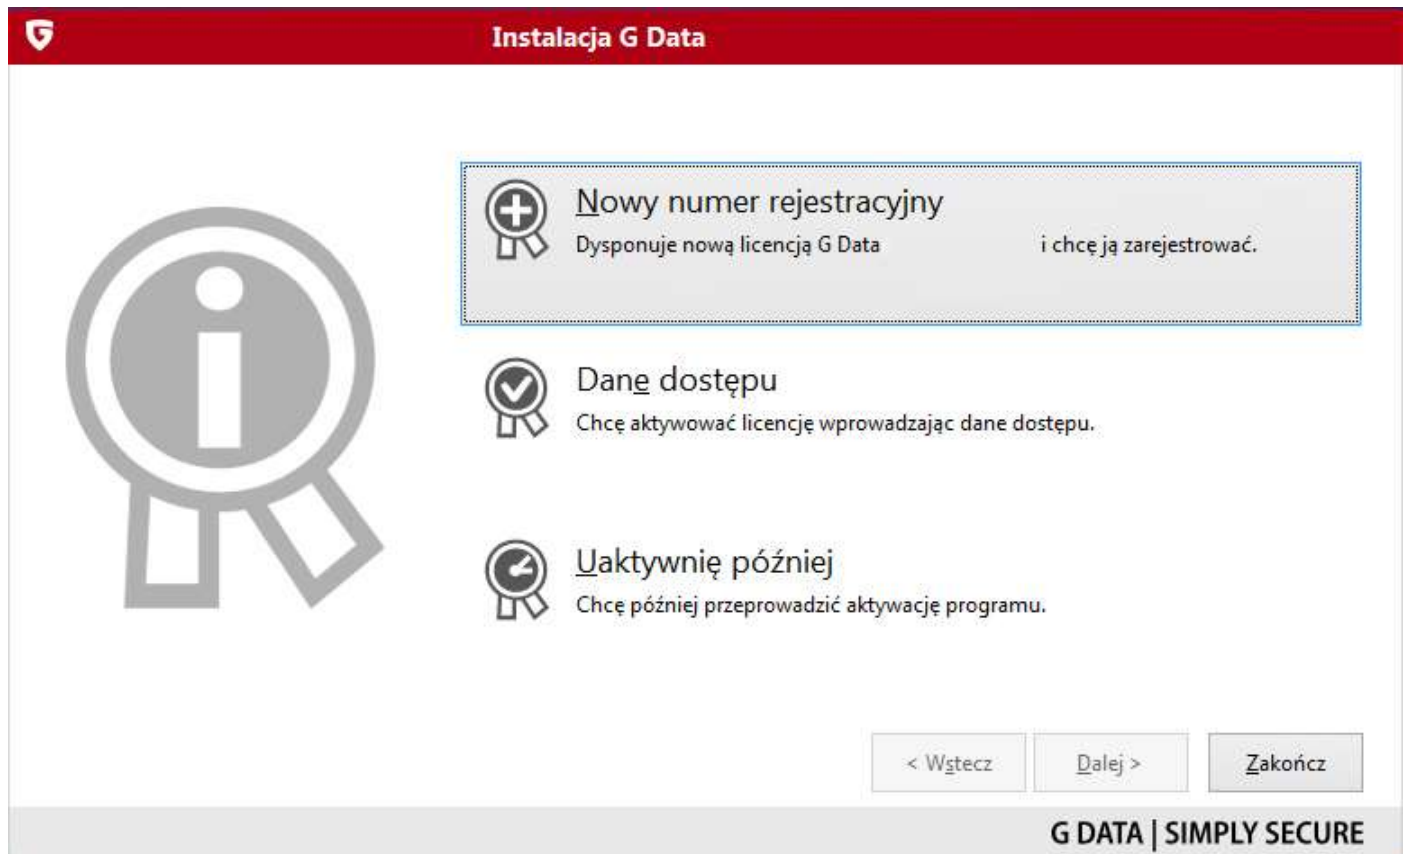 Instalacja G Data
Nowy numer rejestracyjny
Dysponuje nową licencją G Data i chcę ją zarejestrować.
Dane dostępu
Chcę aktywować licencję wprowadzając dane dostępu.
Uaktywnię później
Chcę później przeprowadzić aktywację programu.
< Wstecz
Dalej >
Zakończ
G DATA | SIMPLY SECURE